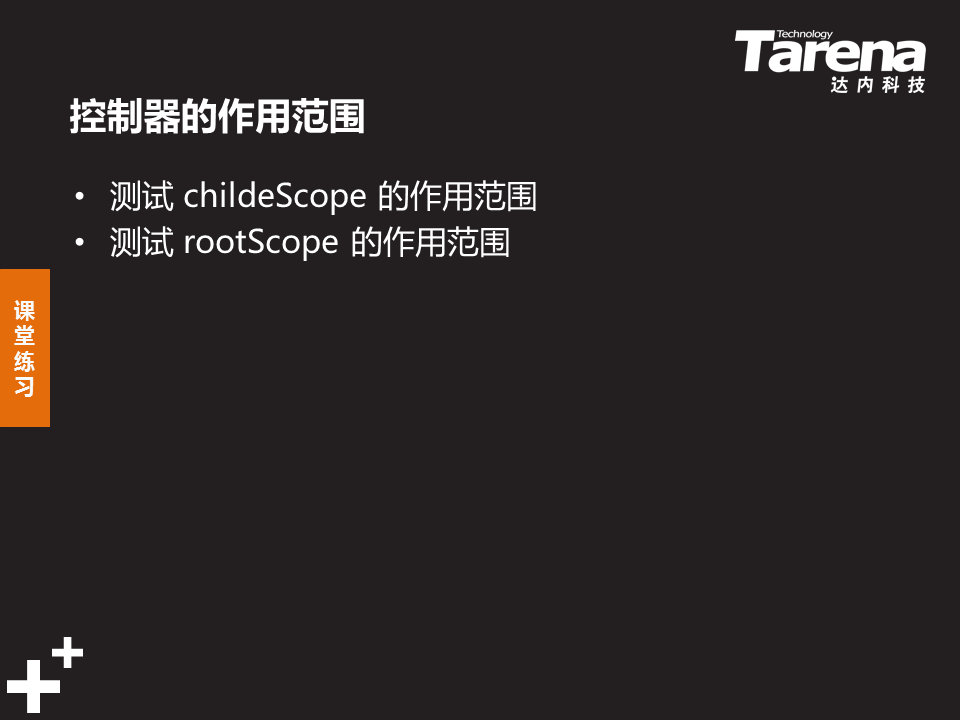 Technology
Tarena
达内科技
控制器的作用范围
• 测试 childeScope 的作用范围
• 测试 rootScope 的作用范围
课
堂
练
习